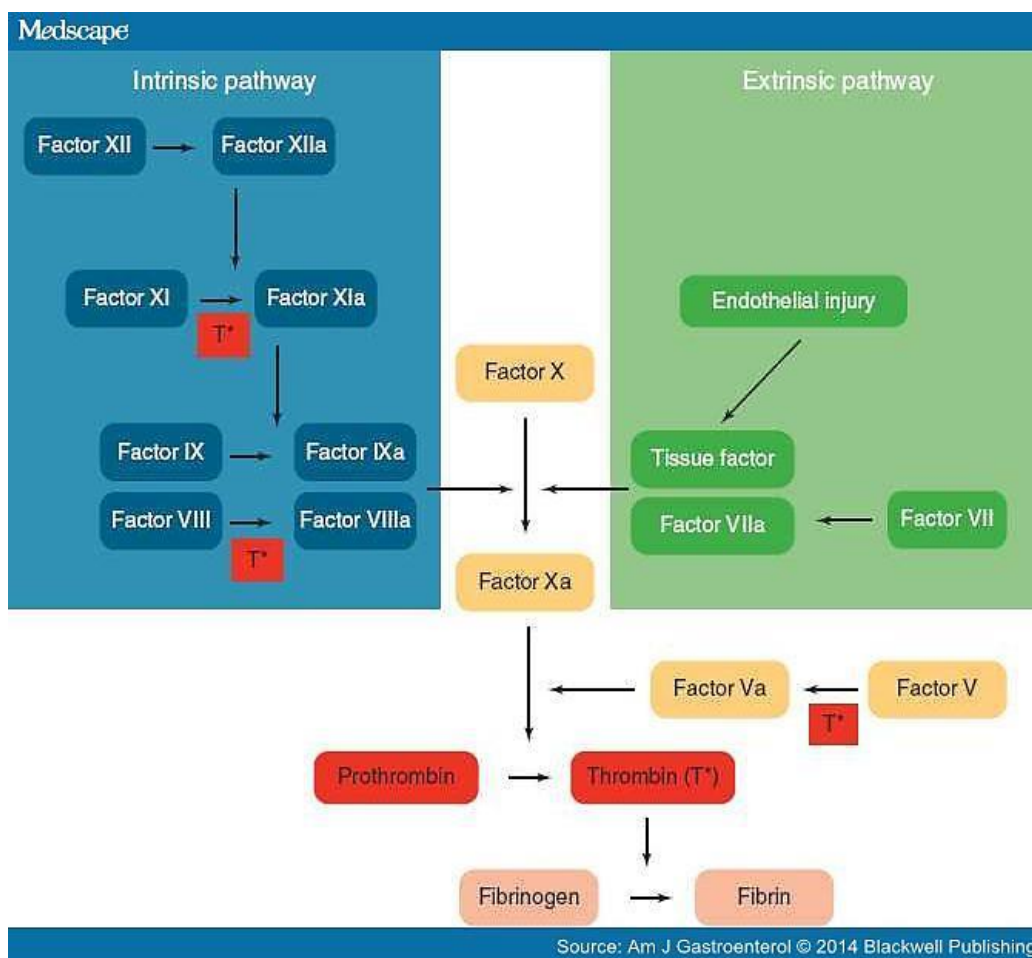 Medscape
Intrinsic pathway
Extrinsic pathway
Factor XII
Factor XIIa
Factor XI
Factor XIa
T*
Endothelial injury
Factor X
Factor IX
Factor IXa
Tissue factor
Factor VIII
Factor VIIIa
Factor VIIa
Factor VII
T*
Factor Xa
Factor Va
Factor V
T*
Prothrombin
Thrombin (T*)
Fibrinogen
Fibrin
Source: Am J Gastroenterol © 2014 Blackwell Publishing